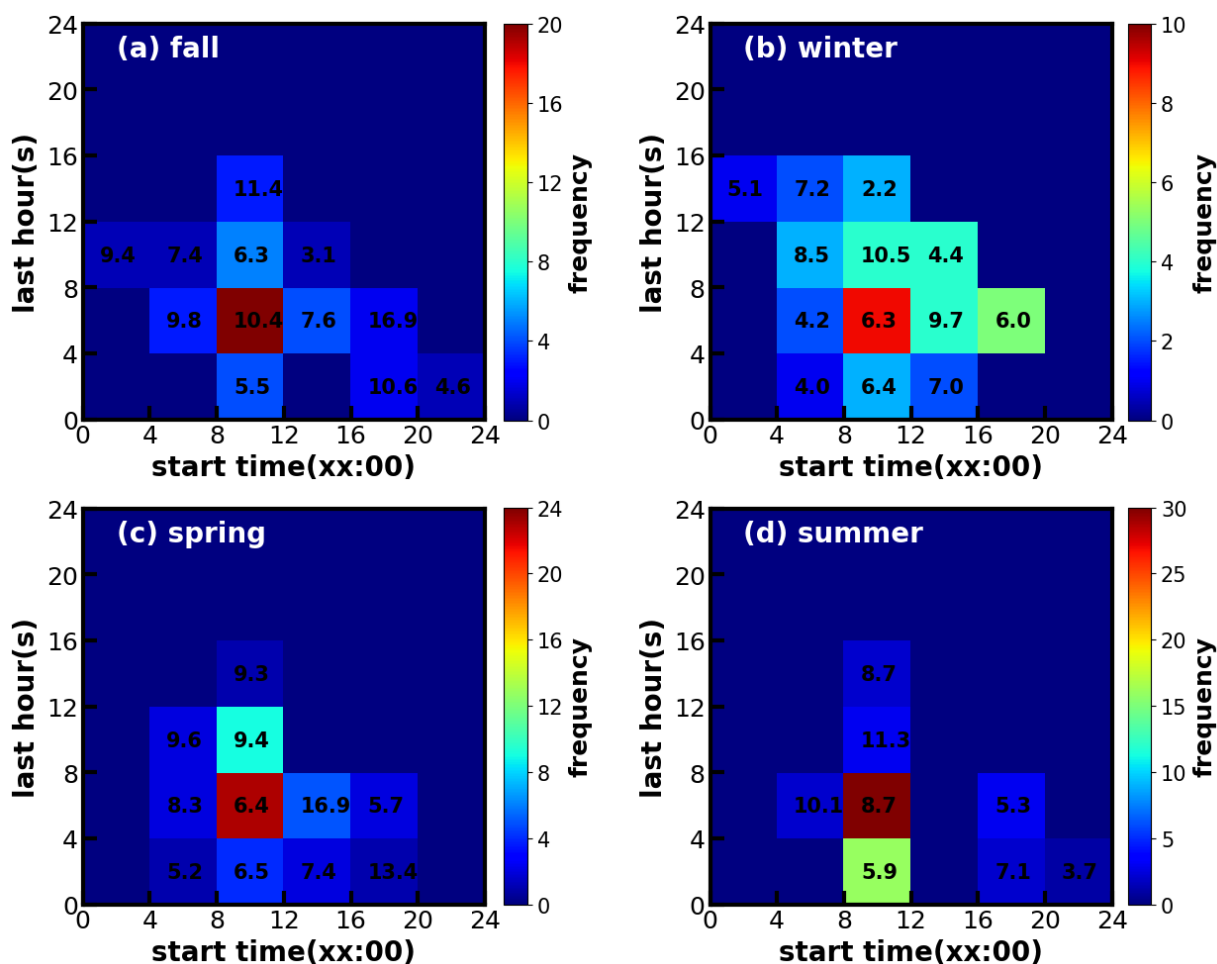 (a) fall
24
20
16
12
8
4
0
11.4
9.4 7.4 6.3 3.1
9.8 10.4 7.6 16.9
5.5 10.6 4.6
0 4 8 12 16 20 24
start time(xx:00)
last hour(s)
20
16
12
8
4
0
frequency
(b) winter
24
20
16
12
8
4
0
5.1 7.2 2.2
8.5 10.5 4.4
4.2 6.3 9.7 6.0
4.0 6.4 7.0
0 4 8 12 16 20 24
start time(xx:00)
last hour(s)
10
8
6
4
2
0
frequency
(c) spring
24
20
16
12
8
4
0
9.3
9.6 9.4
8.3 6.4 16.9 5.7
5.2 6.5 7.4 13.4
0 4 8 12 16 20 24
start time(xx:00)
last hour(s)
24
20
16
12
8
4
0
frequency
(d) summer
24
20
16
12
8
4
0
8.7
11.3
10.1 8.7 5.3
5.9 7.1 3.7
0 4 8 12 16 20 24
start time(xx:00)
last hour(s)
30
25
20
15
10
5
0
frequency